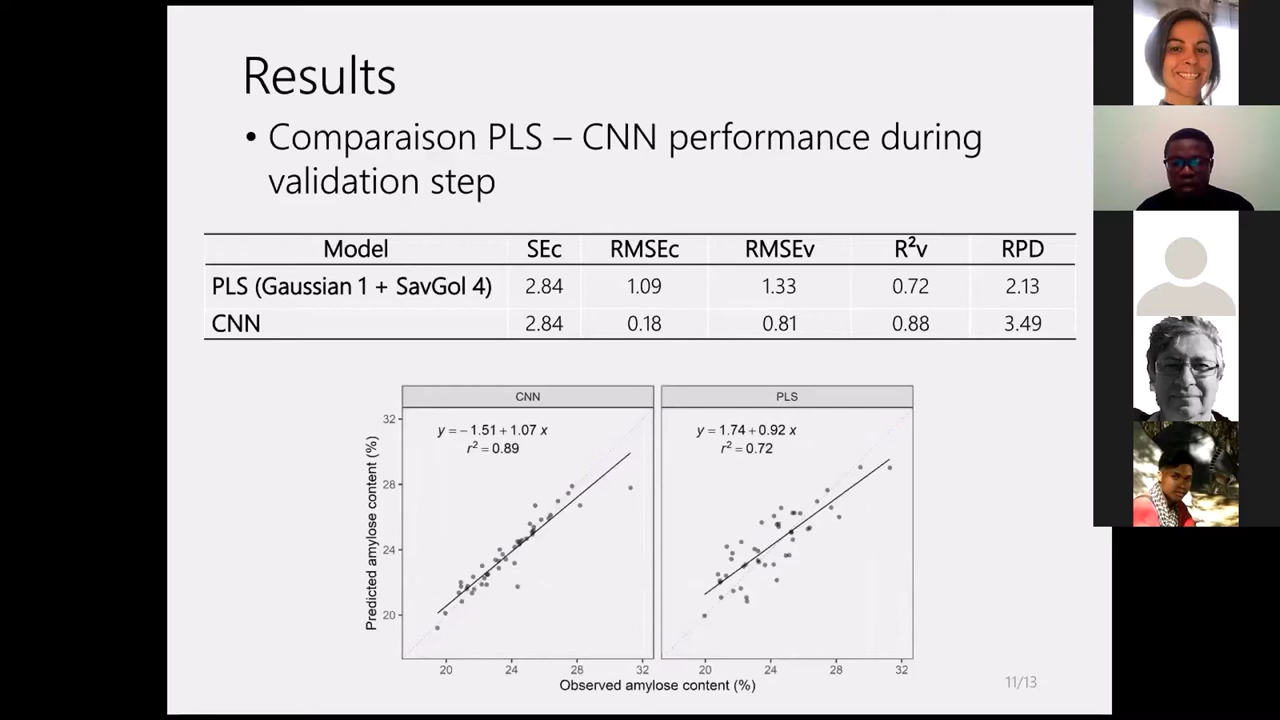 Results
• Comparaison PLS – CNN performance during
validation step
Model SEc RMSEc RMSEv R²v RPD
PLS (Gaussian 1 + SavGol 4) 2.84 1.09 1.33 0.72 2.13
CNN 2.84 0.18 0.81 0.88 3.49
CNN PLS
y = − 1.51 + 1.07 x
r² = 0.89
y = 1.74 + 0.92 x
r² = 0.72
Predicted amylose content (%)
32
28
24
20
20 24 28 32 20 24 28 32
Observed amylose content (%)
11/13